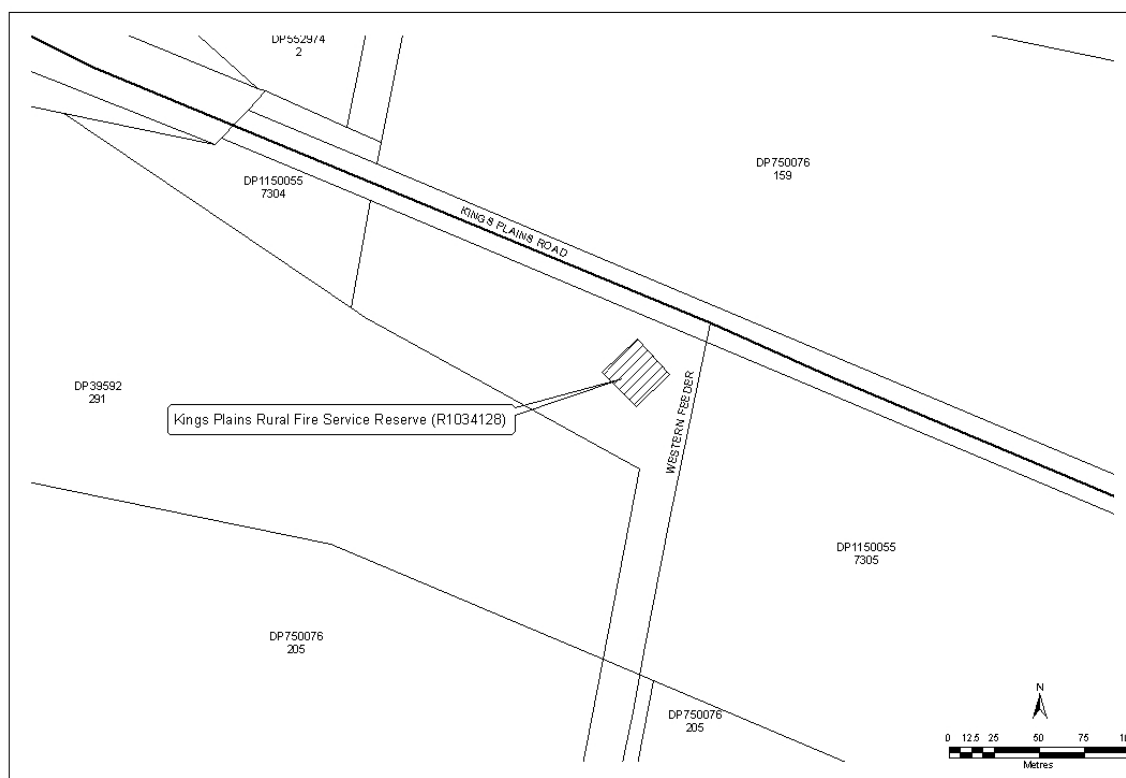 DP552974
2
DP750076
159
DP1150055
7304
KINGS PLAINS ROAD
DP39592
291
Kings Plains Rural Fire Service Reserve (R1034128)
WESTERN FEEDER
DP1150055
7305
DP750076
205
DP750076
205
N
0 12.5 25 50 75
Metres